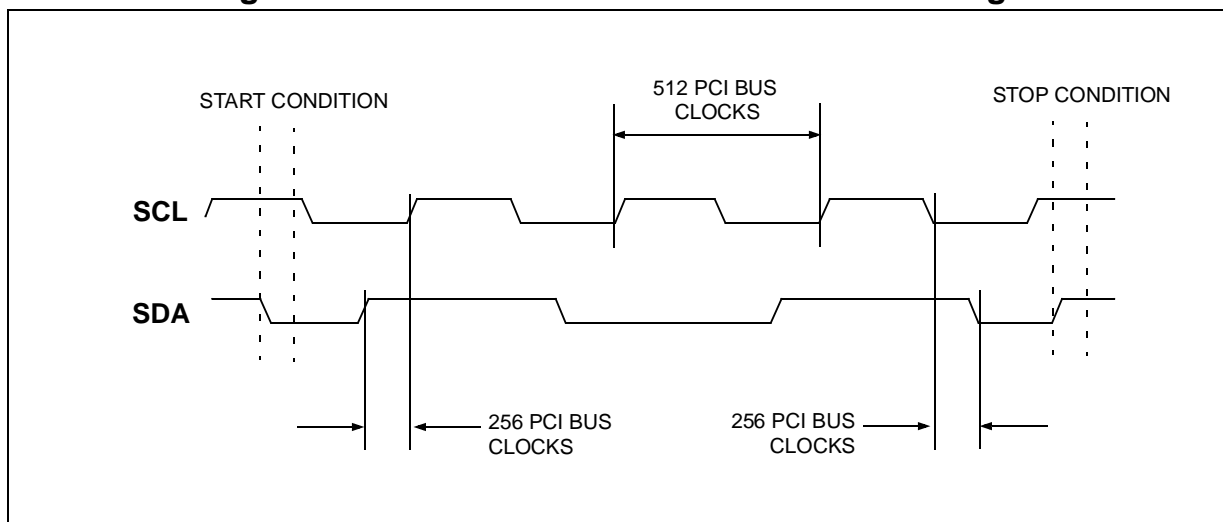 512 PCI BUS
CLOCKS
START CONDITION
STOP CONDITION
SCL
SDA
256 PCI BUS
CLOCKS
256 PCI BUS
CLOCKS